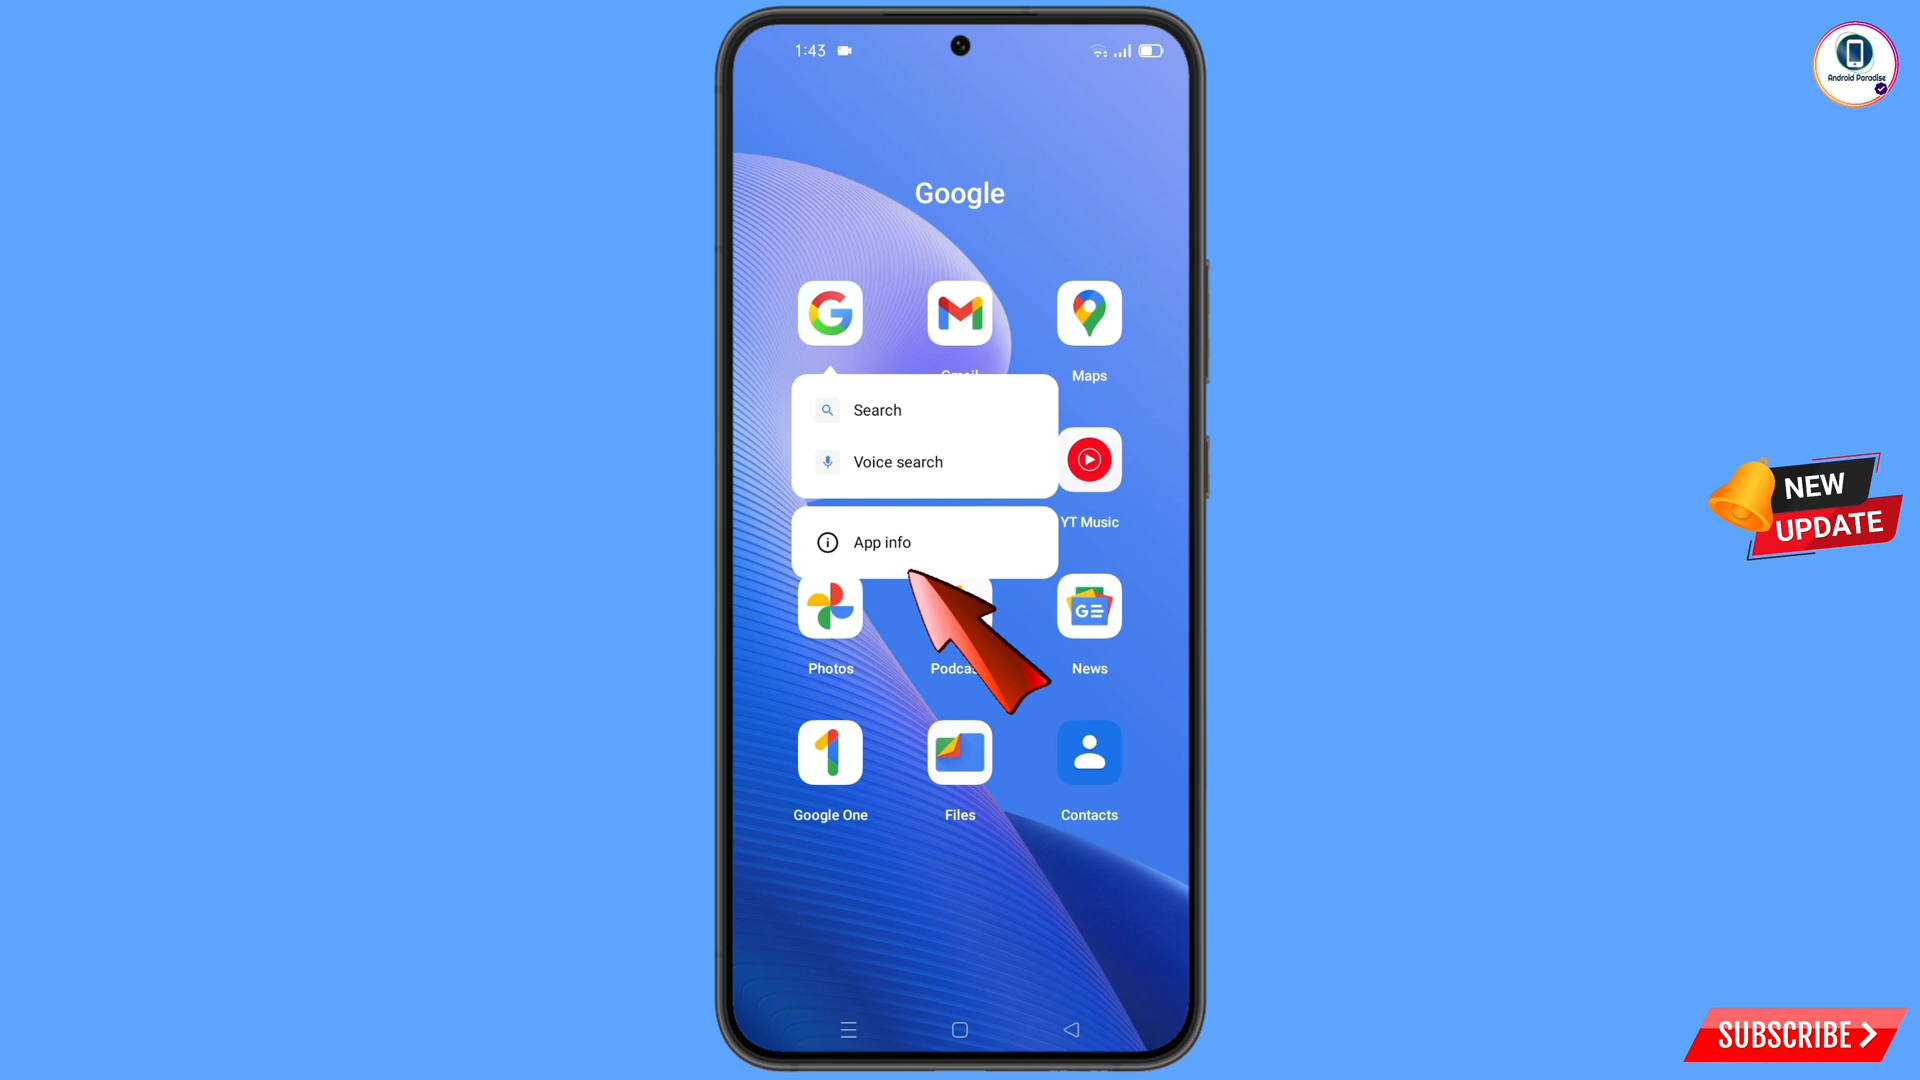 1:43
Android Paradise
Google
Gmail
Maps
Search
Voice search
YT Music
App info
Photos
News
Google One
Files
Contacts
NEW
UPDATE
SUBSCRIBE